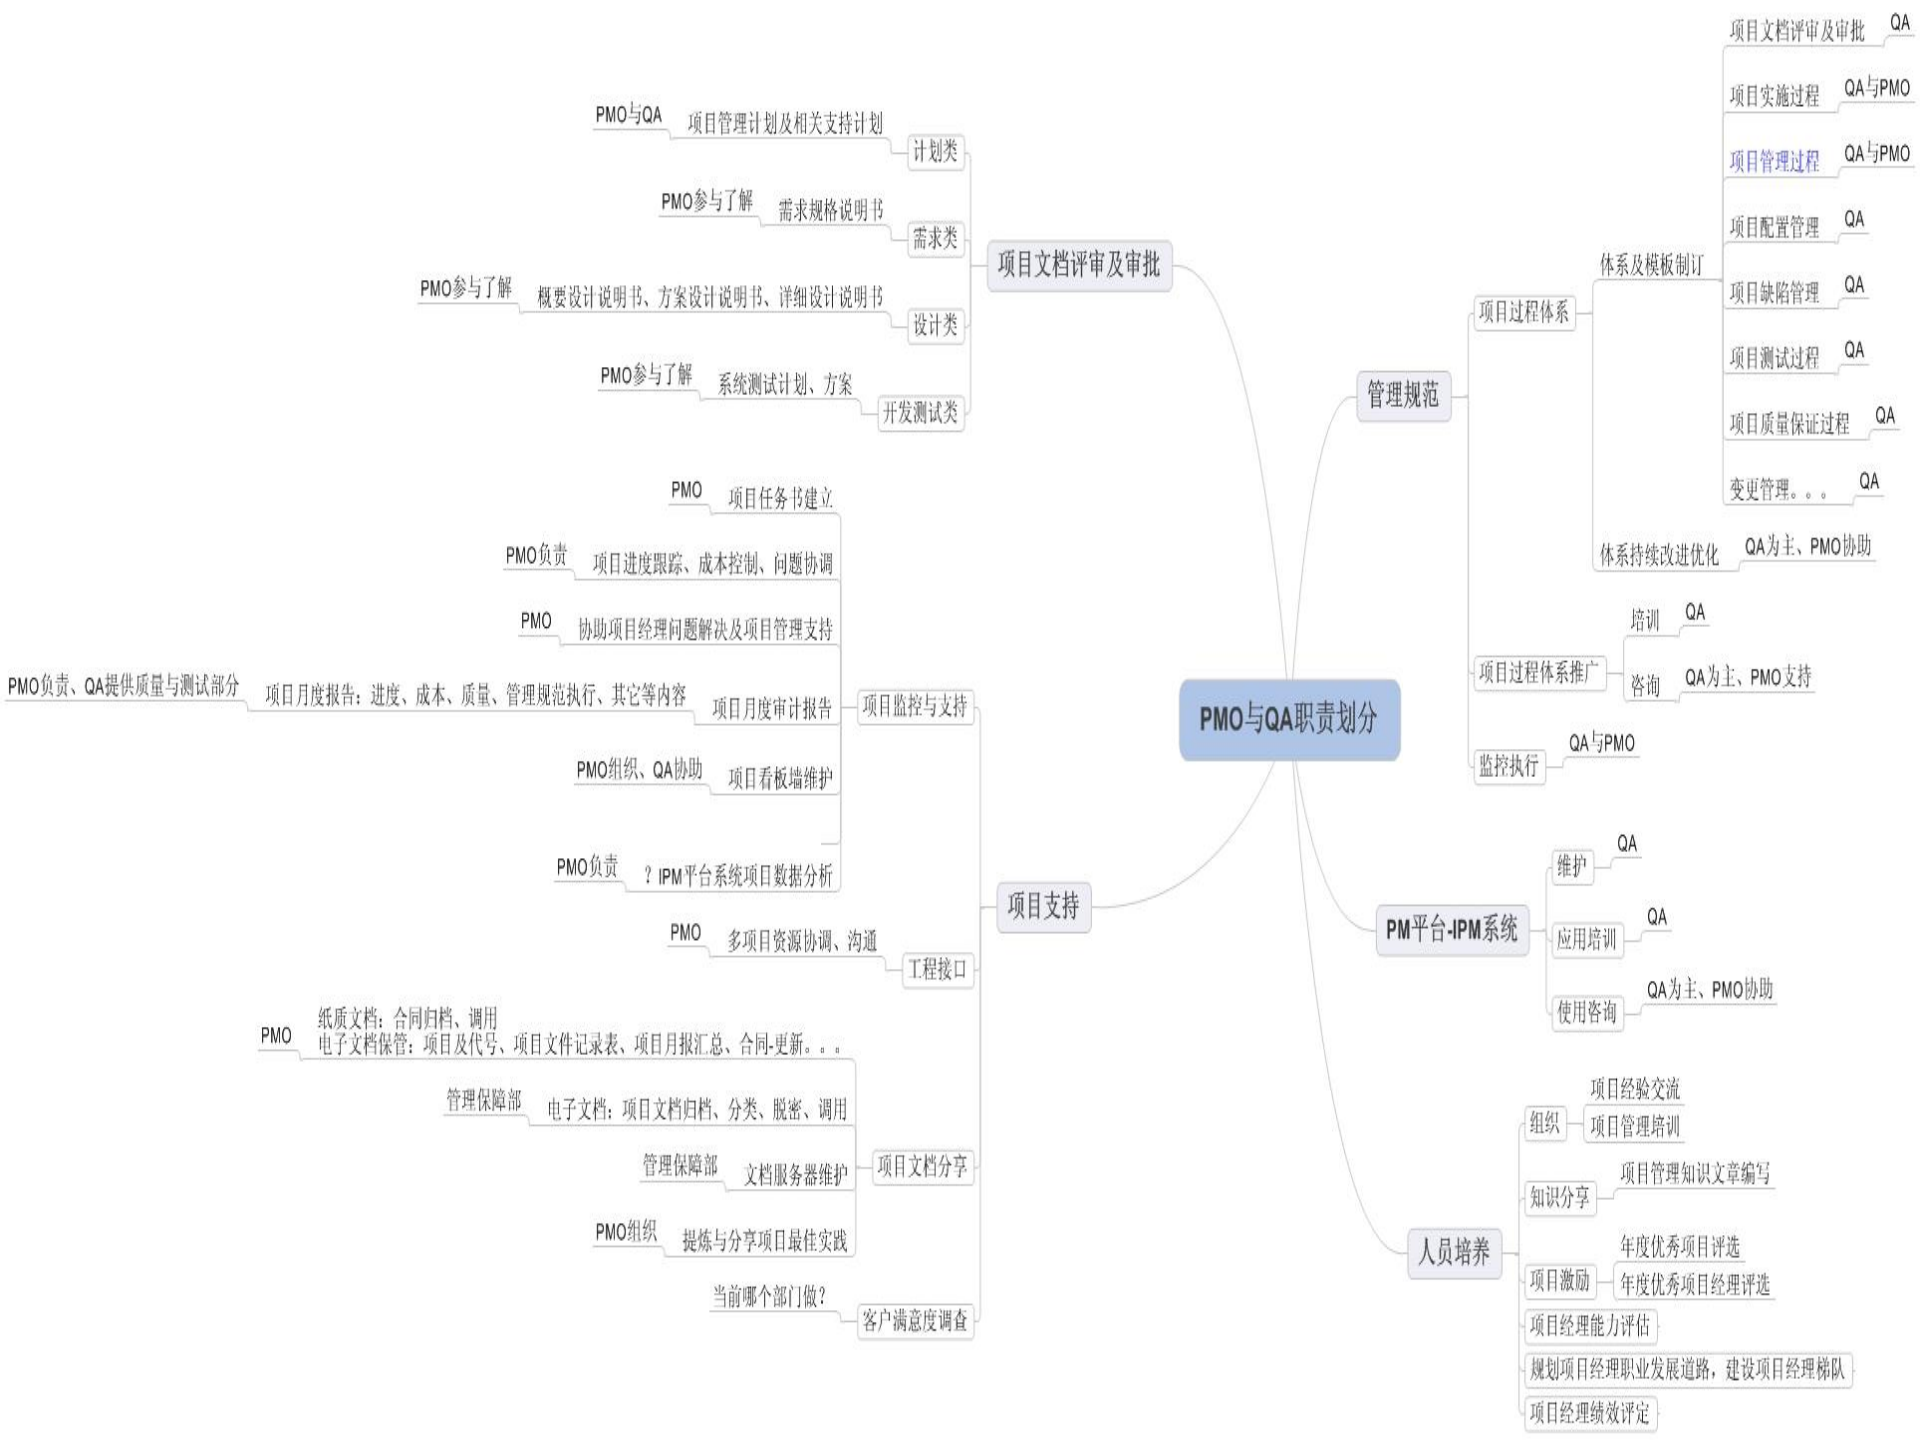 PMO与QA职责划分
管理规范
项目过程体系
体系及模板制订
项目文档评审及审批
QA
项目实施过程
QA与PMO
项目管理过程
QA与PMO
项目配置管理
QA
项目缺陷管理
QA
项目测试过程
QA
项目质量保证过程
QA
变更管理。。。
QA
体系持续改进优化
QA为主、PMO协助
项目过程体系推广
培训
QA
咨询
QA为主、PMO支持
监控执行
QA与PMO
PM平台-IPM系统
维护
QA
应用培训
QA
使用咨询
QA为主、PMO协助
人员培养
组织
项目经验交流
项目管理培训
知识分享
项目管理知识文章编写
项目激励
年度优秀项目评选
年度优秀项目经理评选
项目经理能力评估
规划项目经理职业发展道路，建设项目经理梯队
项目经理绩效评定
项目文档评审及审批
计划类
项目管理计划及相关支持计划
PMO与QA
需求类
需求规格说明书
PMO参与了解
设计类
概要设计说明书、方案设计说明书、详细设计说明书
PMO参与了解
开发测试类
系统测试计划、方案
PMO参与了解
项目支持
项目监控与支持
项目任务书建立
PMO
项目进度跟踪、成本控制、问题协调
PMO负责
协助项目经理问题解决及项目管理支持
PMO
项目月度审计报告
项目月度报告：进度、成本、质量、管理规范执行、其它等内容
PMO负责、QA提供质量与测试部分
项目看板墙维护
PMO组织、QA协助
？IPM平台系统项目数据分析
PMO负责
工程接口
多项目资源协调、沟通
PMO
项目文档分享
纸质文档：合同归档、调用
电子文档保管：项目及代号、项目文件记录表、项目月报汇总、合同-更新。。。
PMO
电子文档：项目文档归档、分类、脱密、调用
管理保障部
文档服务器维护
管理保障部
提炼与分享项目最佳实践
PMO组织
客户满意度调查
当前哪个部门做？